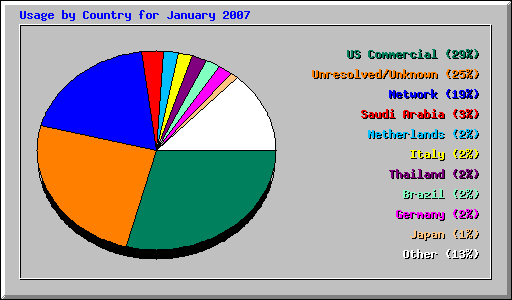 Usage by Country for January 2007
US Commercial (29%)
Unresolved/Unknown (25%)
Network (19%)
Saudi Arabia (3%)
Netherlands (2%)
Italy (2%)
Thailand (2%)
Brazil (2%)
Germany (2%)
Japan (1%)
Other (13%)